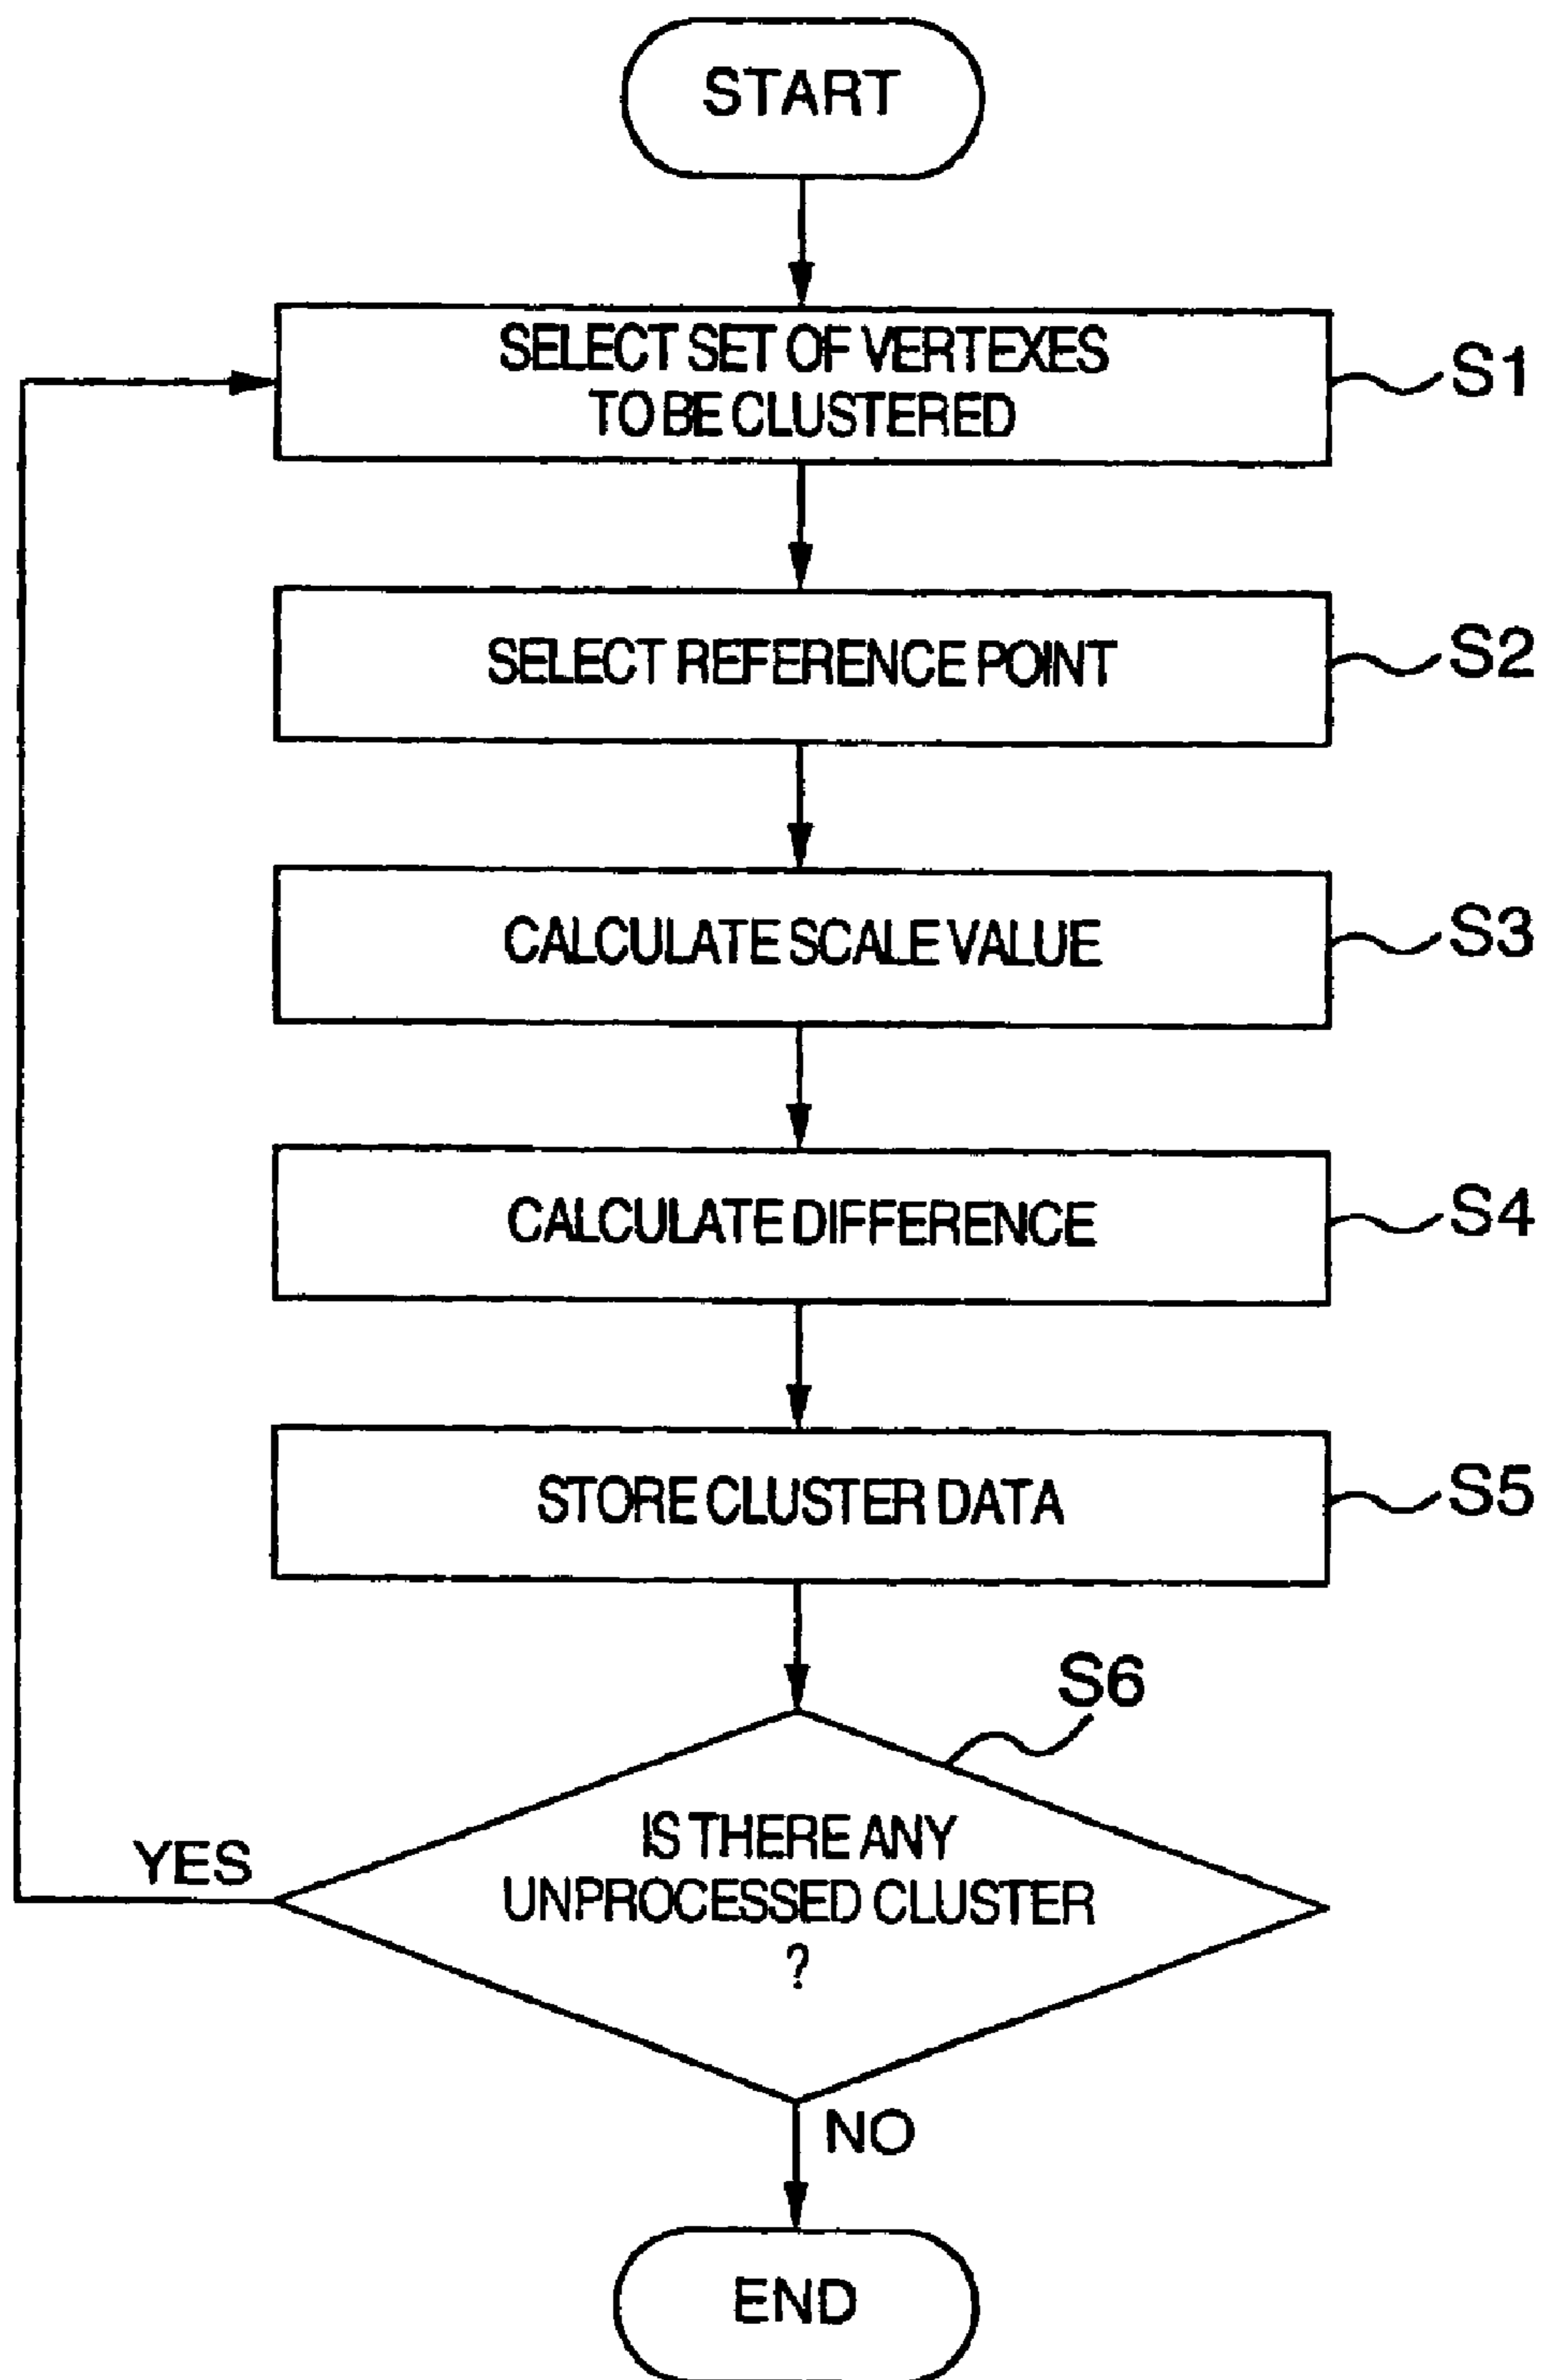 START
SELECT SET OF VERTEXES
TO BE CLUSTERED
S1
SELECT REFERENCE POINT
S2
CALCULATE SCALE VALUE
S3
CALCULATE DIFFERENCE
S4
STORE CLUSTER DATA
S5
S6
IS THERE ANY
UNPROCESSED CLUSTER
?
YES
NO
END